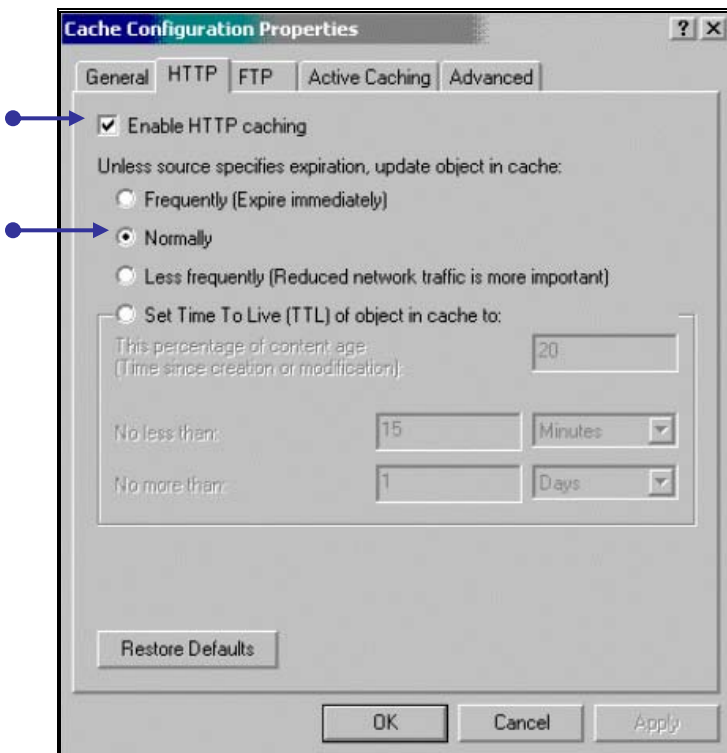 Cache Configuration Properties
General HTTP FTP Active Caching Advanced
Enable HTTP caching
Unless source specifies expiration, update object in cache:
Frequently (Expire immediately)
Normally
Less frequently (Reduced network traffic is more important)
Set Time To Live (TTL) of object in cache to:
This percentage of content age
(Time since creation or modification):
20
No less than: 15 Minutes
No more than: 1 Days
Restore Defaults
OK Cancel Apply